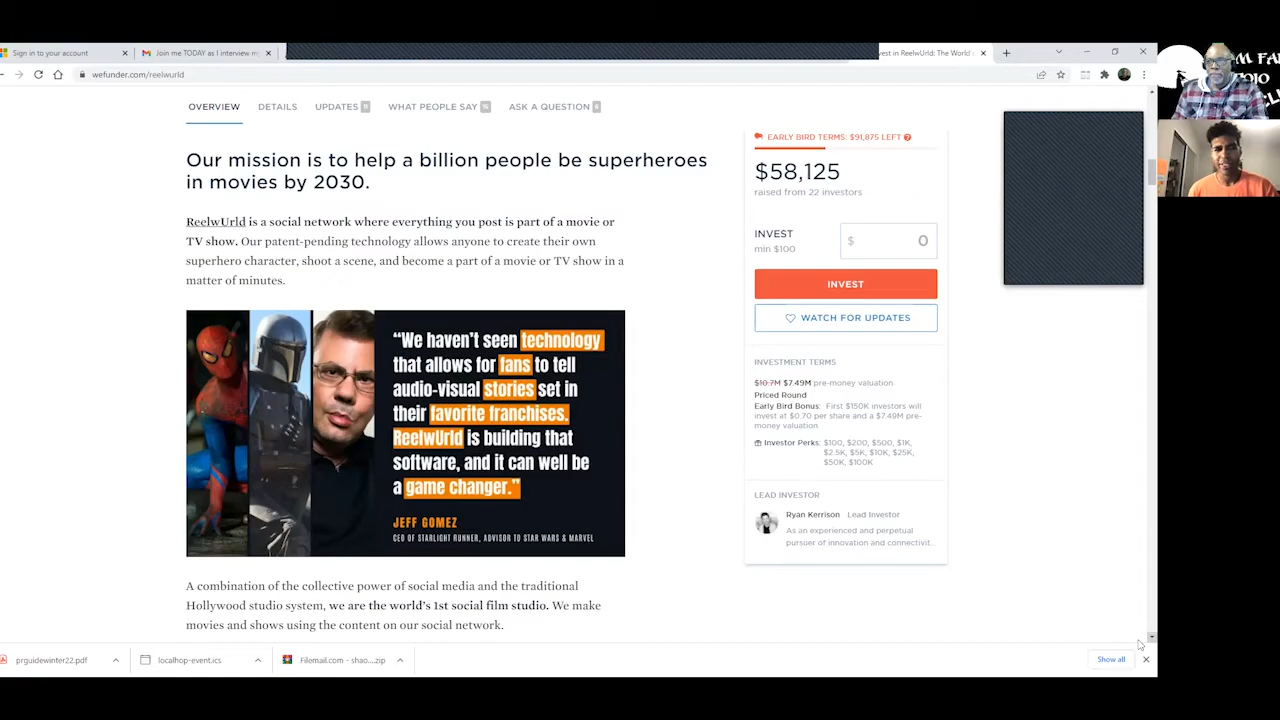 Sign in to your account
Join me TODAY as I interview m
vest in ReelwUrld: The World'
wefunder.com/reelwurld
OVERVIEW
DETAILS
UPDATES
WHAT PEOPLE SAY
ASK A QUESTION
Our mission is to help a billion people be superheroes
in movies by 2030.
ReelwUrld is a social network where everything you post is part of a movie or
TV show. Our patent-pending technology allows anyone to create their own
superhero character, shoot a scene, and become a part of a movie or TV show in a
matter of minutes.
“We haven’t seen technology
that allows for fans to tell
audio-visual stories set in
their favorite franchises.
ReelwUrld is building that
software, and it can well be
a game changer.”
JEFF GOMEZ
CEO OF STARLIGHT RUNNER, ADVISOR TO STAR WARS & MARVEL
A combination of the collective power of social media and the traditional
Hollywood studio system, we are the world’s 1st social film studio. We make
movies and shows using the content on our social network.
EARLY BIRD TERMS: $91,875 LEFT
$58,125
raised from 22 investors
INVEST
min $100
$ 0
INVEST
WATCH FOR UPDATES
INVESTMENT TERMS
$10.7M $7.49M pre-money valuation
Priced Round
Early Bird Bonus: First $150K investors will
invest at $0.70 per share and a $7.49M pre-
money valuation
Investor Perks: $100, $200, $500, $1K,
$2.5K, $5K, $10K, $25K,
$50K, $100K
LEAD INVESTOR
Ryan Kerrison Lead Investor
As an experienced and perpetual
pursuer of innovation and connectivit...
prguidewinter22.pdf
localhop-event.ics
Filemail.com - shao....zip
Show all